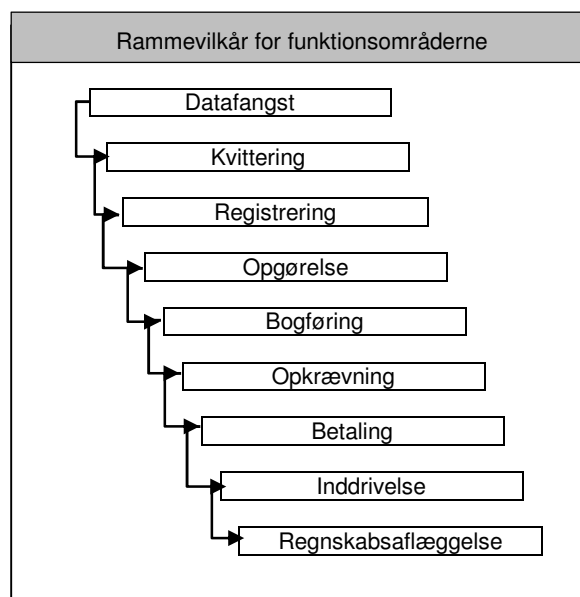 Rammevilkår for funktionsområderne
Datafangst
Kvittering
Registrering
Opgørelse
Bogføring
Opkrævning
Betaling
Inddrivelse
Regnskabsaflæggelse